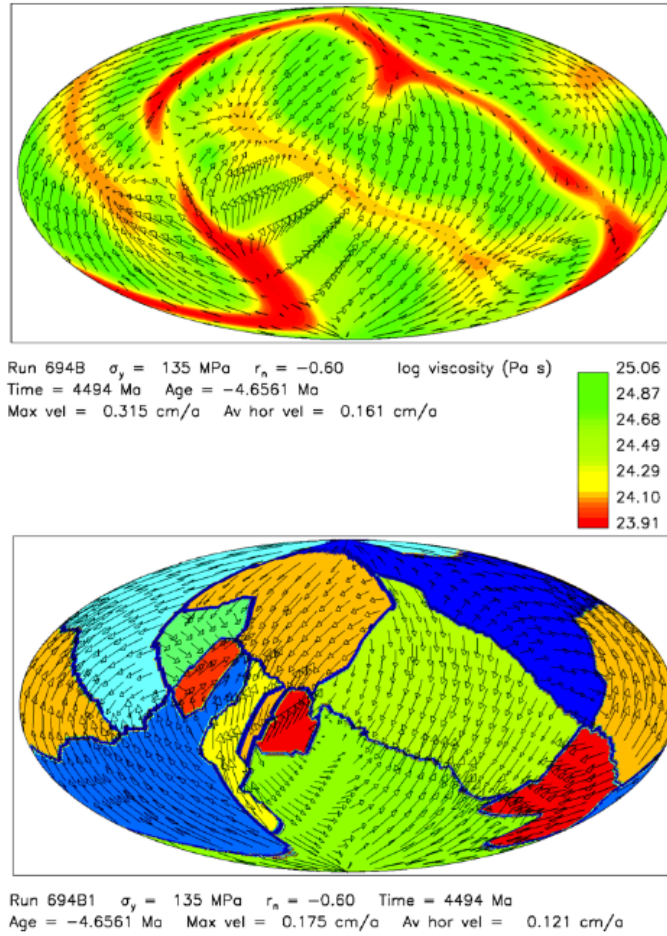 Run 694B σy = 135 MPa rn = −0.60 log viscosity (Pa s)
Time = 4494 Ma Age = −4.6561 Ma
Max vel = 0.315 cm/a Av hor vel = 0.161 cm/a
25.06
24.87
24.68
24.49
24.29
24.10
23.91
Run 694B1 σy = 135 MPa rn = −0.60 Time = 4494 Ma
Age = −4.6561 Ma Max vel = 0.175 cm/a Av hor vel = 0.121 cm/a